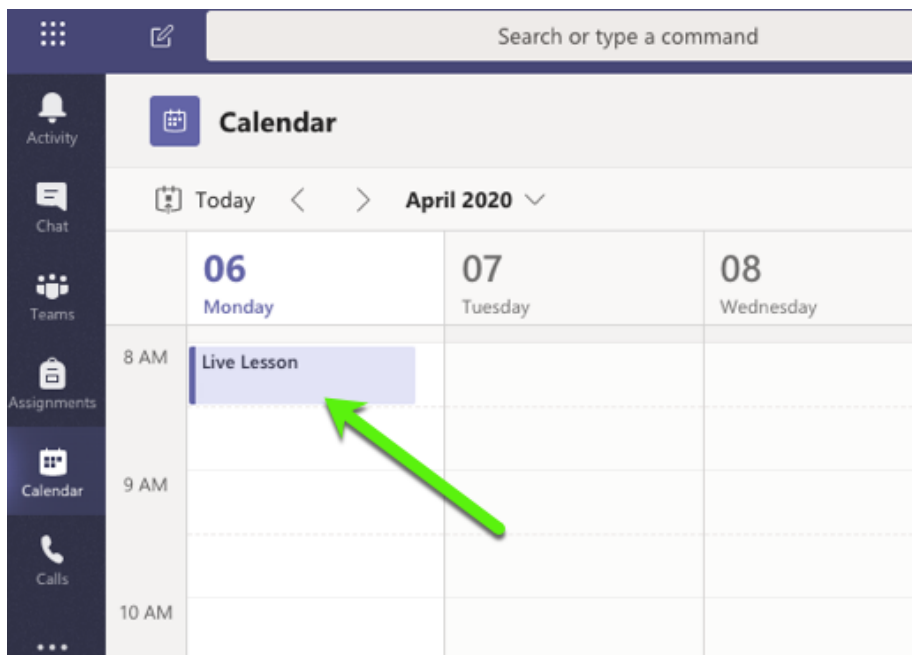 Search or type a command
Activity
Chat
Teams
Assignments
Calendar
Calls
Calendar
Today April 2020
06 07 08
Monday Tuesday Wednesday
8 AM Live Lesson
9 AM
10 AM